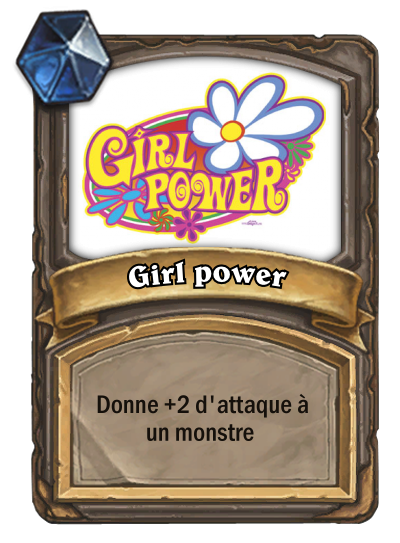 GIRL
POWER
Girl power
Donne +2 d'attaque à
un monstre